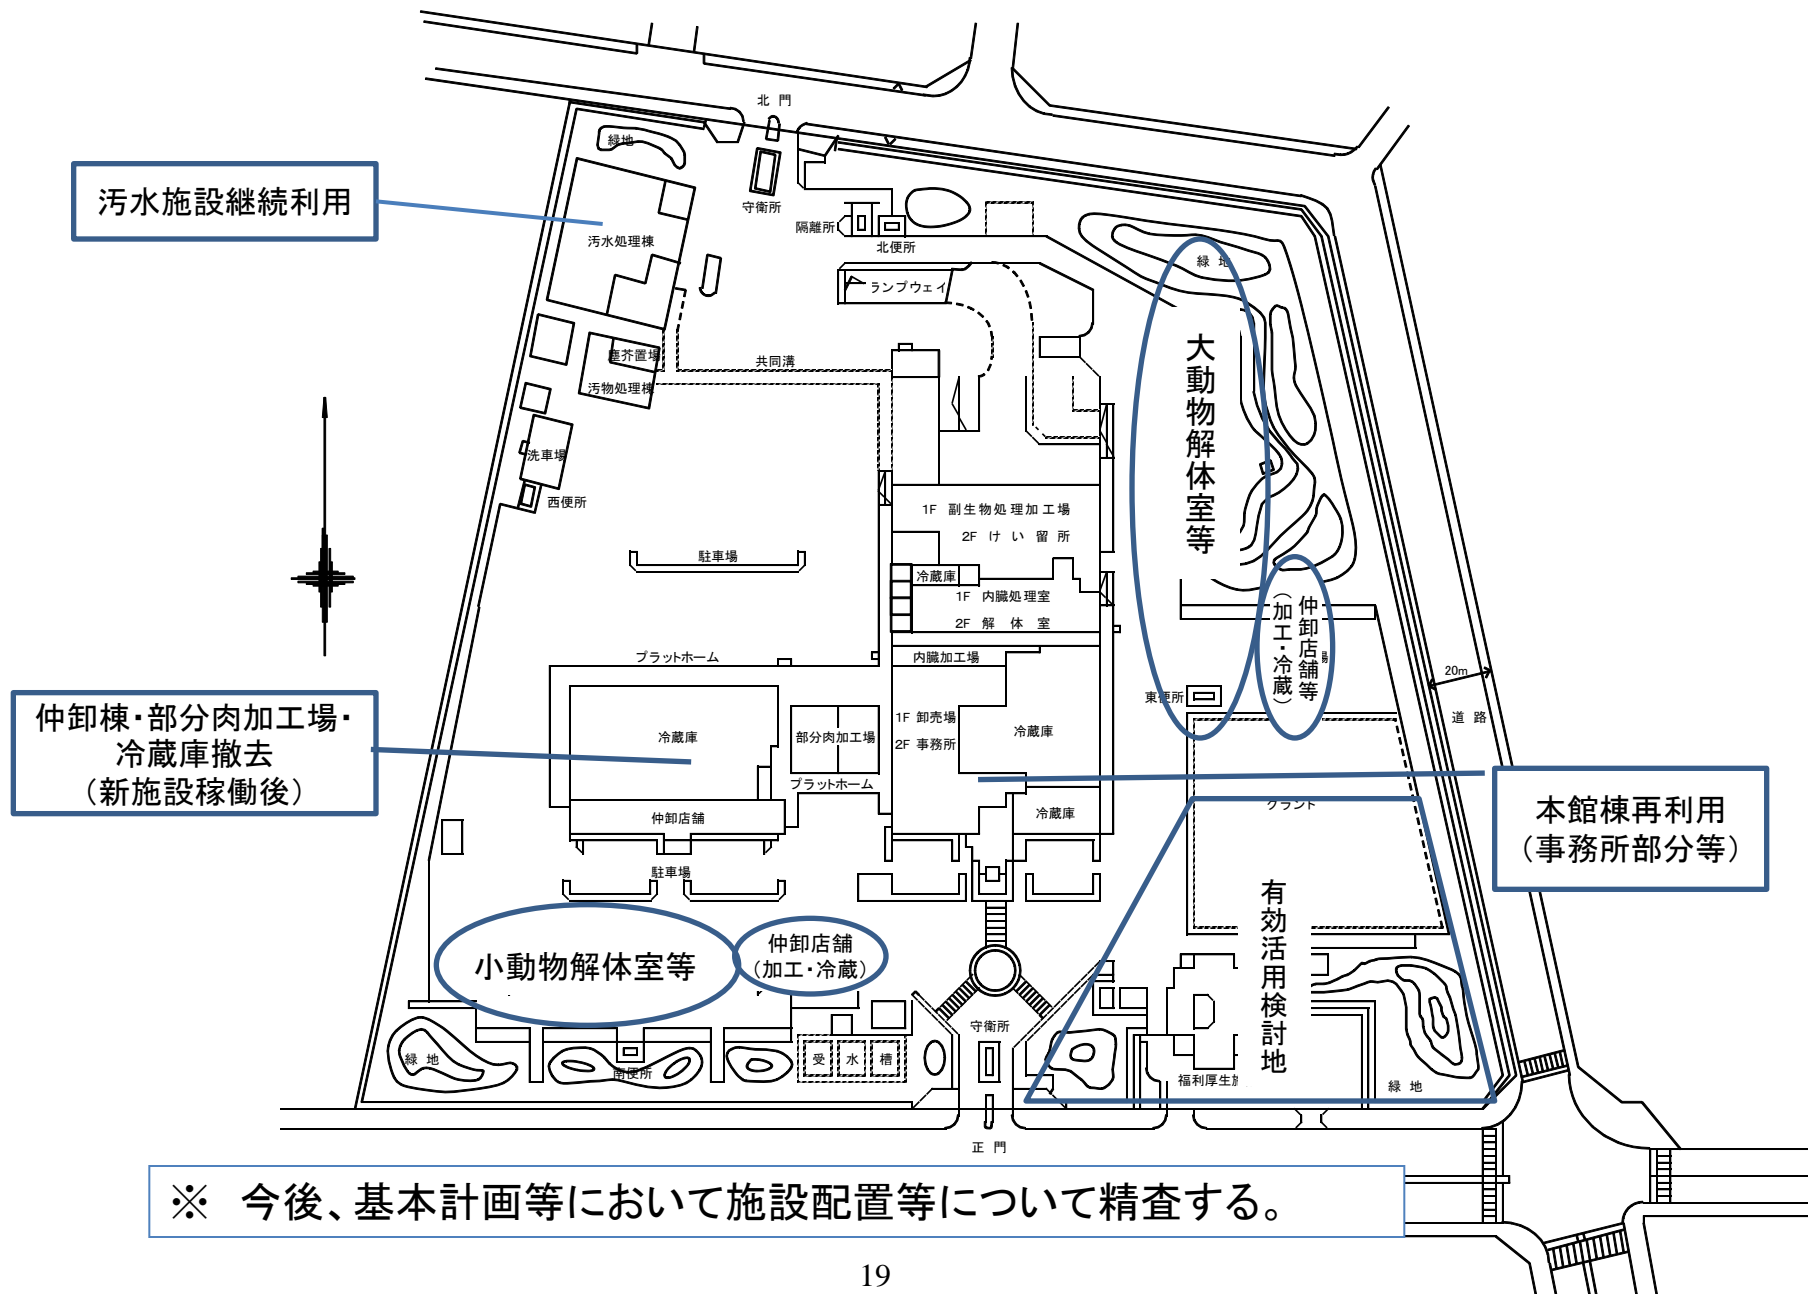 北 門
緑地
汚水施設継続利用
守衛所
隔離所
北便所
汚水処理棟
緑 地
ランプウェイ
大動物解体室等
塵芥置場
共同溝
汚物処理棟
洗車場
西便所
1F 副生物処理加工場
2F け い 留 所
駐車場
冷蔵庫
1F 内臓処理室
2F 解 体 室
仲卸店舗等
（加工・冷蔵）
場
プラットホーム
内臓加工場
20m
道 路
東便所
仲卸棟・部分肉加工場・
冷蔵庫撤去
（新施設稼働後）
冷蔵庫
部分肉加工場
1F 卸売場
2F 事務所
冷蔵庫
プラットホーム
仲卸店舗
冷蔵庫
グランド
本館棟再利用
（事務所部分等）
駐車場
有効活用検討地
小動物解体室等
仲卸店舗
（加工・冷蔵）
守衛所
緑 地
南便所
受 水 槽
福利厚生施
緑 地
正 門
※　今後、基本計画等において施設配置等について精査する。
19